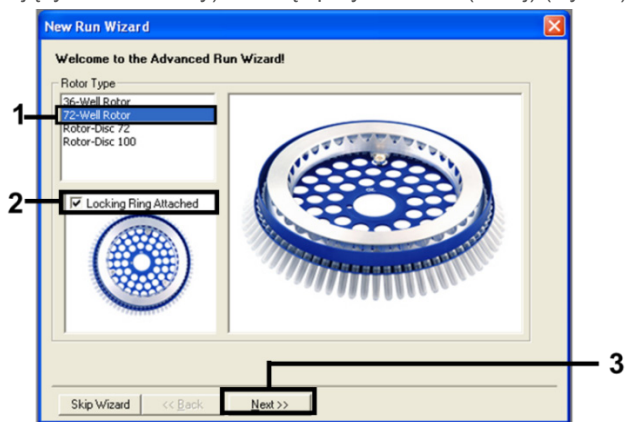 New Run Wizard
Welcome to the Advanced Run Wizard!
Rotor Type
36-Well Rotor
72-Well Rotor
Rotor-Disc 72
Rotor-Disc 100
Locking Ring Attached
Skip Wizard
<< Back
Next >>
1
2
3